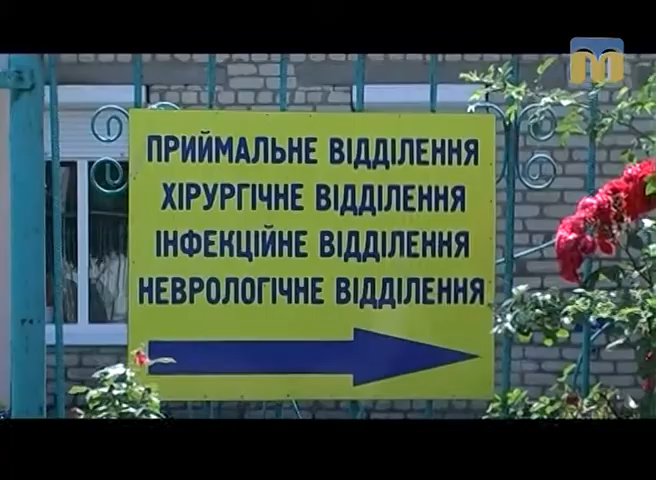 ПРИЙМАЛЬНЕ ВІДДІЛЕННЯ
ХІРУРГІЧНЕ ВІДДІЛЕННЯ
ІНФЕКЦІЙНЕ ВІДДІЛЕННЯ
НЕВРОЛОГІЧНЕ ВІДДІЛЕННЯ